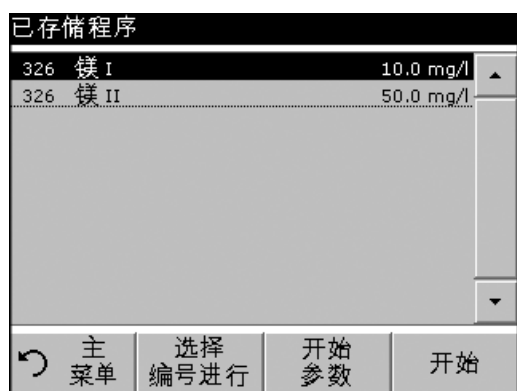 已存储程序
326 镁 I 10.0 mg/l
326 镁 II 50.0 mg/l
主菜单
选择编号进行
开始参数
开始